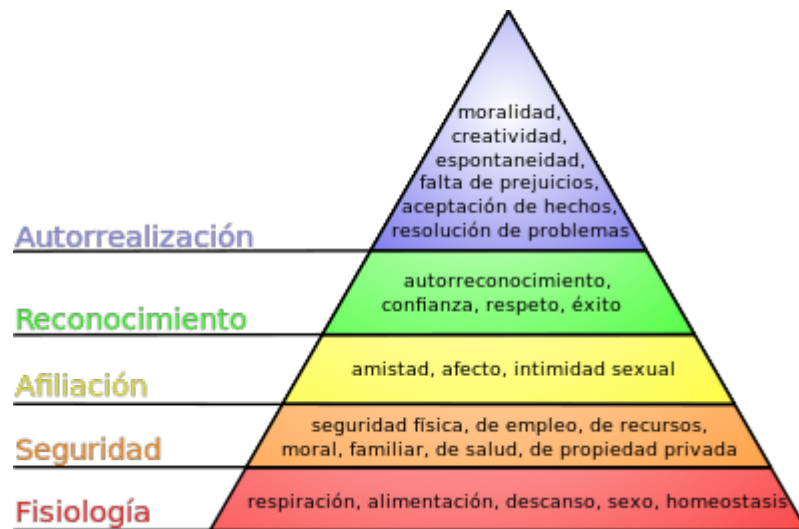 moralidad,
creatividad,
espontaneidad,
falta de prejuicios,
aceptación de hechos,
resolución de problemas
Autorrealización
autorreconocimiento,
confianza, respeto, éxito
Reconocimiento
amistad, afecto, intimidad sexual
Afiliación
seguridad física, de empleo, de recursos,
moral, familiar, de salud, de propiedad privada
Seguridad
respiración, alimentación, descanso, sexo, homeostasis
Fisiología